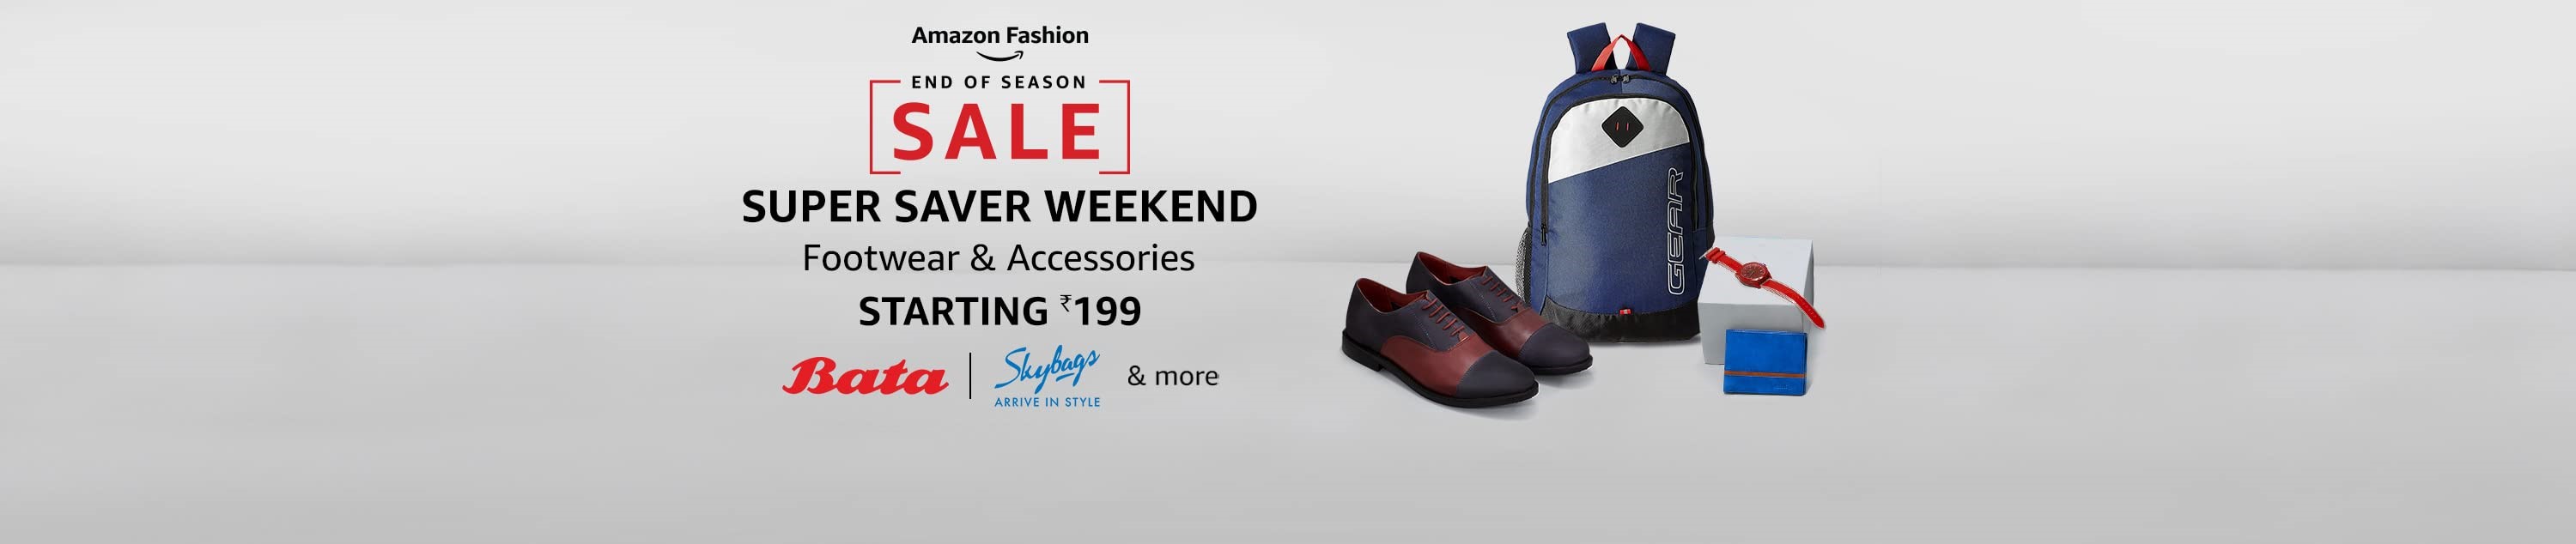 Amazon Fashion
END OF SEASON
SALE
SUPER SAVER WEEKEND
Footwear & Accessories
STARTING ₹199
Bata | Skybags & more
ARRIVE IN STYLE
GEAR